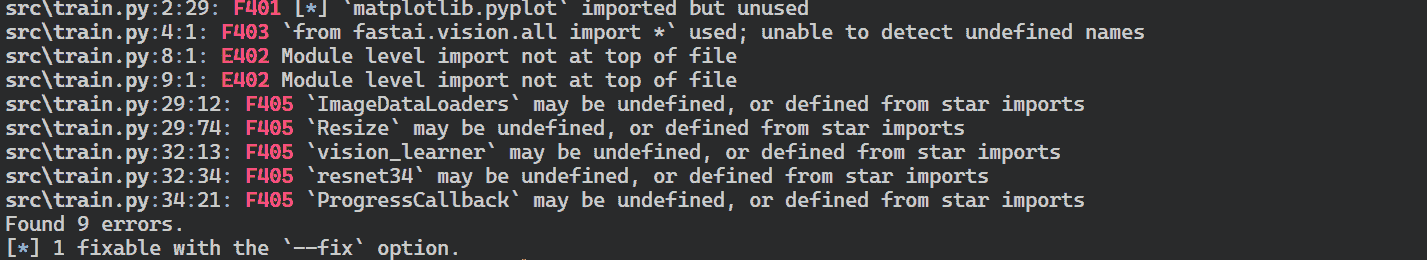 src\train.py:2:29: F401 [*] `matplotlib.pyplot` imported but unused
src\train.py:4:1: F403 `from fastai.vision.all import *` used; unable to detect undefined names
src\train.py:8:1: E402 Module level import not at top of file
src\train.py:9:1: E402 Module level import not at top of file
src\train.py:29:12: F405 `ImageDataLoaders` may be undefined, or defined from star imports
src\train.py:29:74: F405 `Resize` may be undefined, or defined from star imports
src\train.py:32:13: F405 `vision_learner` may be undefined, or defined from star imports
src\train.py:32:34: F405 `resnet34` may be undefined, or defined from star imports
src\train.py:34:21: F405 `ProgressCallback` may be undefined, or defined from star imports
Found 9 errors.
[*] 1 fixable with the `--fix` option.